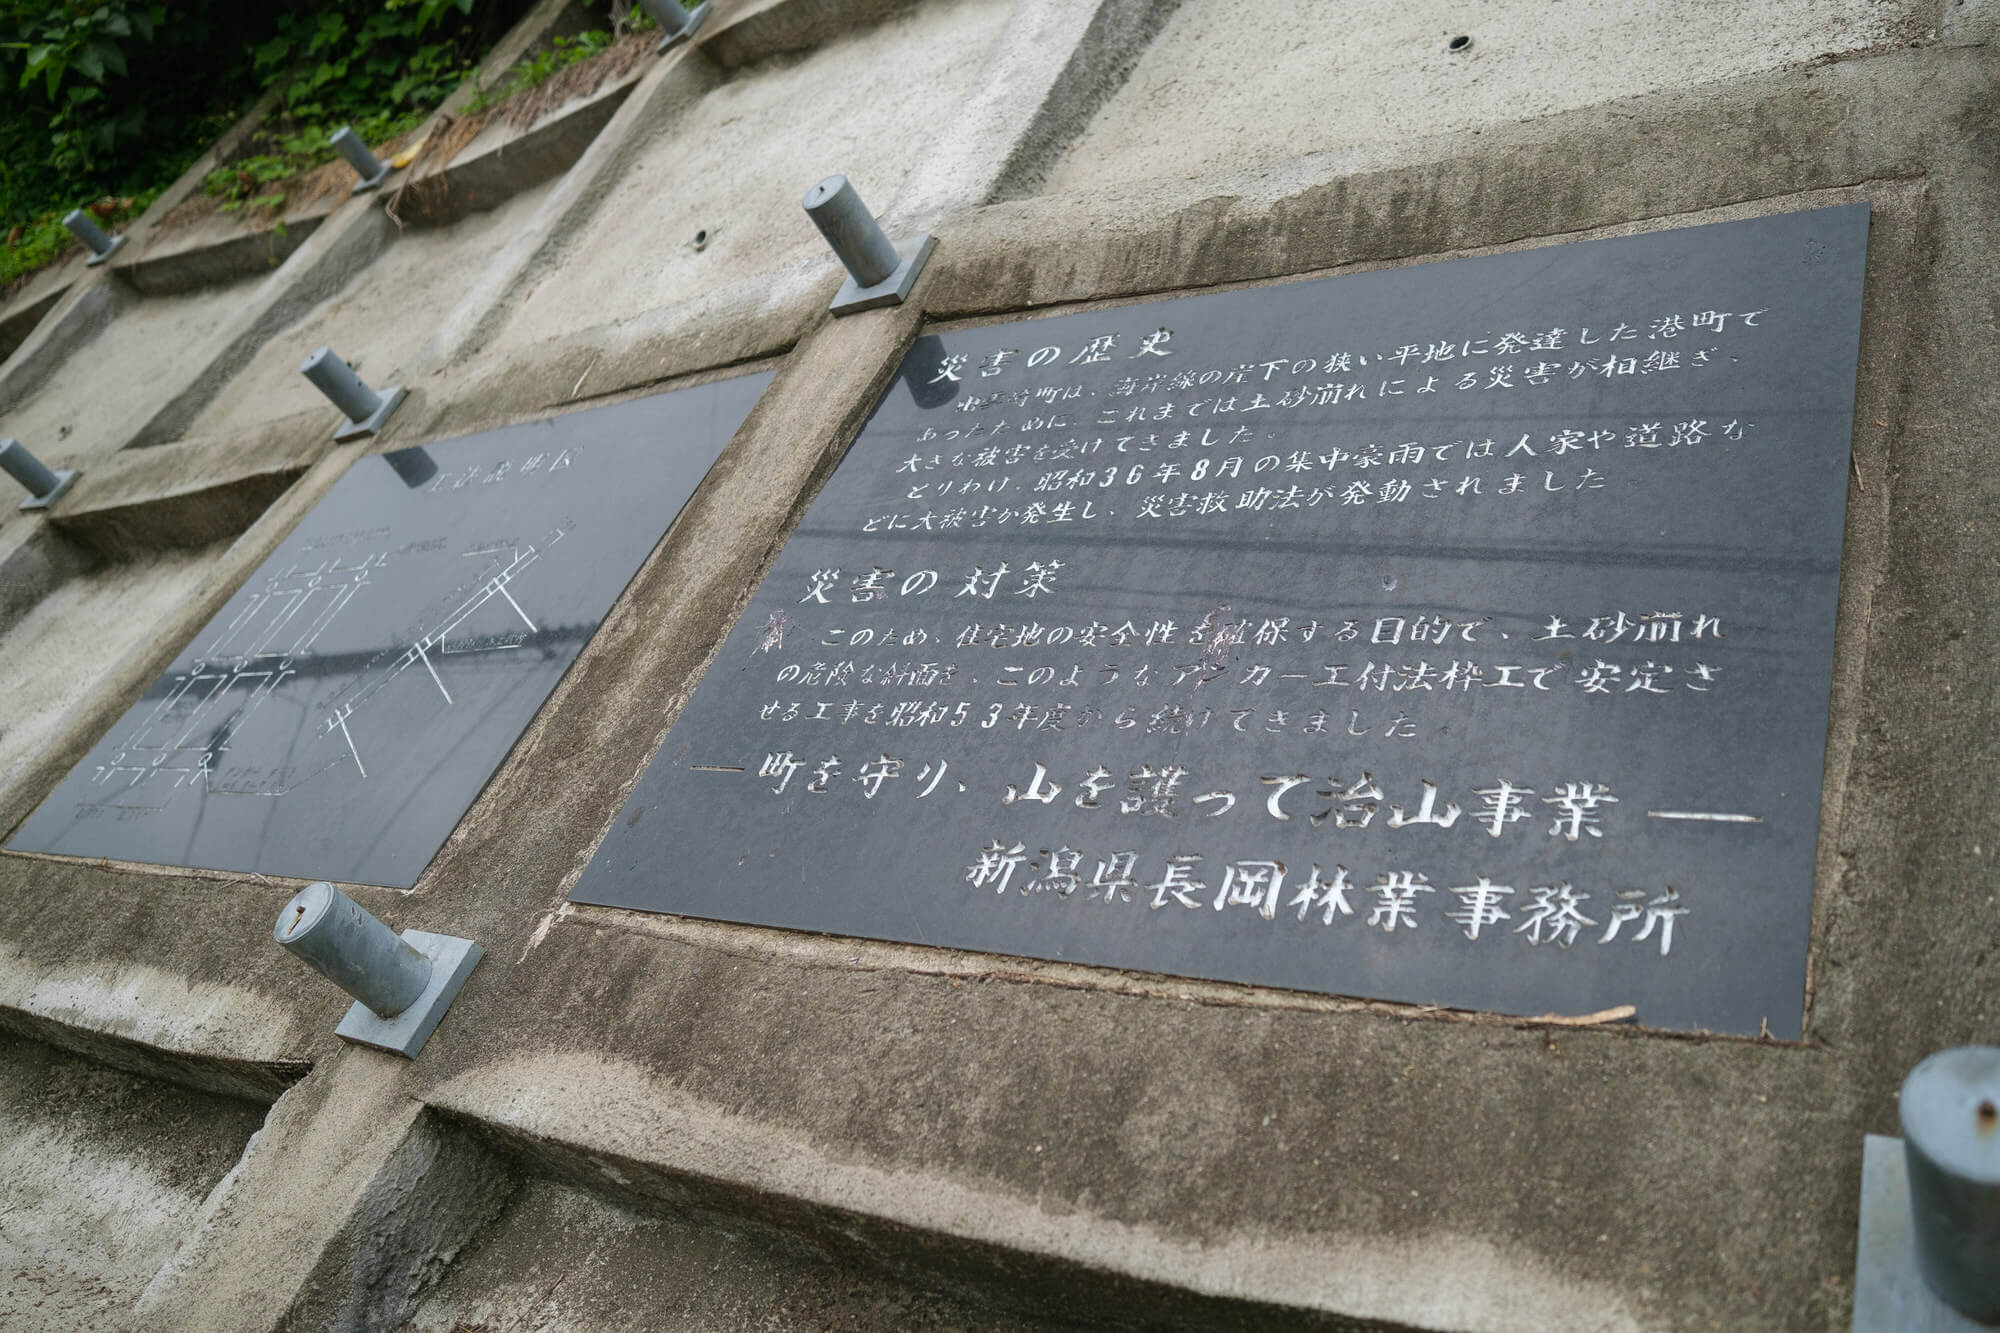 工法説明図
災害の歴史
出雲崎町は、海岸線の崖下の狭い平地に発達した港町で
あったために、これまでは土砂崩れによる災害が相継ぎ、
大きな被害を受けてきました。
とりわけ、昭和36年8月の集中豪雨では人家や道路な
どに大被害が発生し、災害救助法が発動されました。
災害の対策
このため、住宅地の安全性を確保する目的で、土砂崩れ
の危険な斜面を、このようなアンカー工付法枠工で安定さ
せる工事を昭和53年度から続けてきました。
― 町を守り、山を護って治山事業 ―
新潟県長岡林業事務所